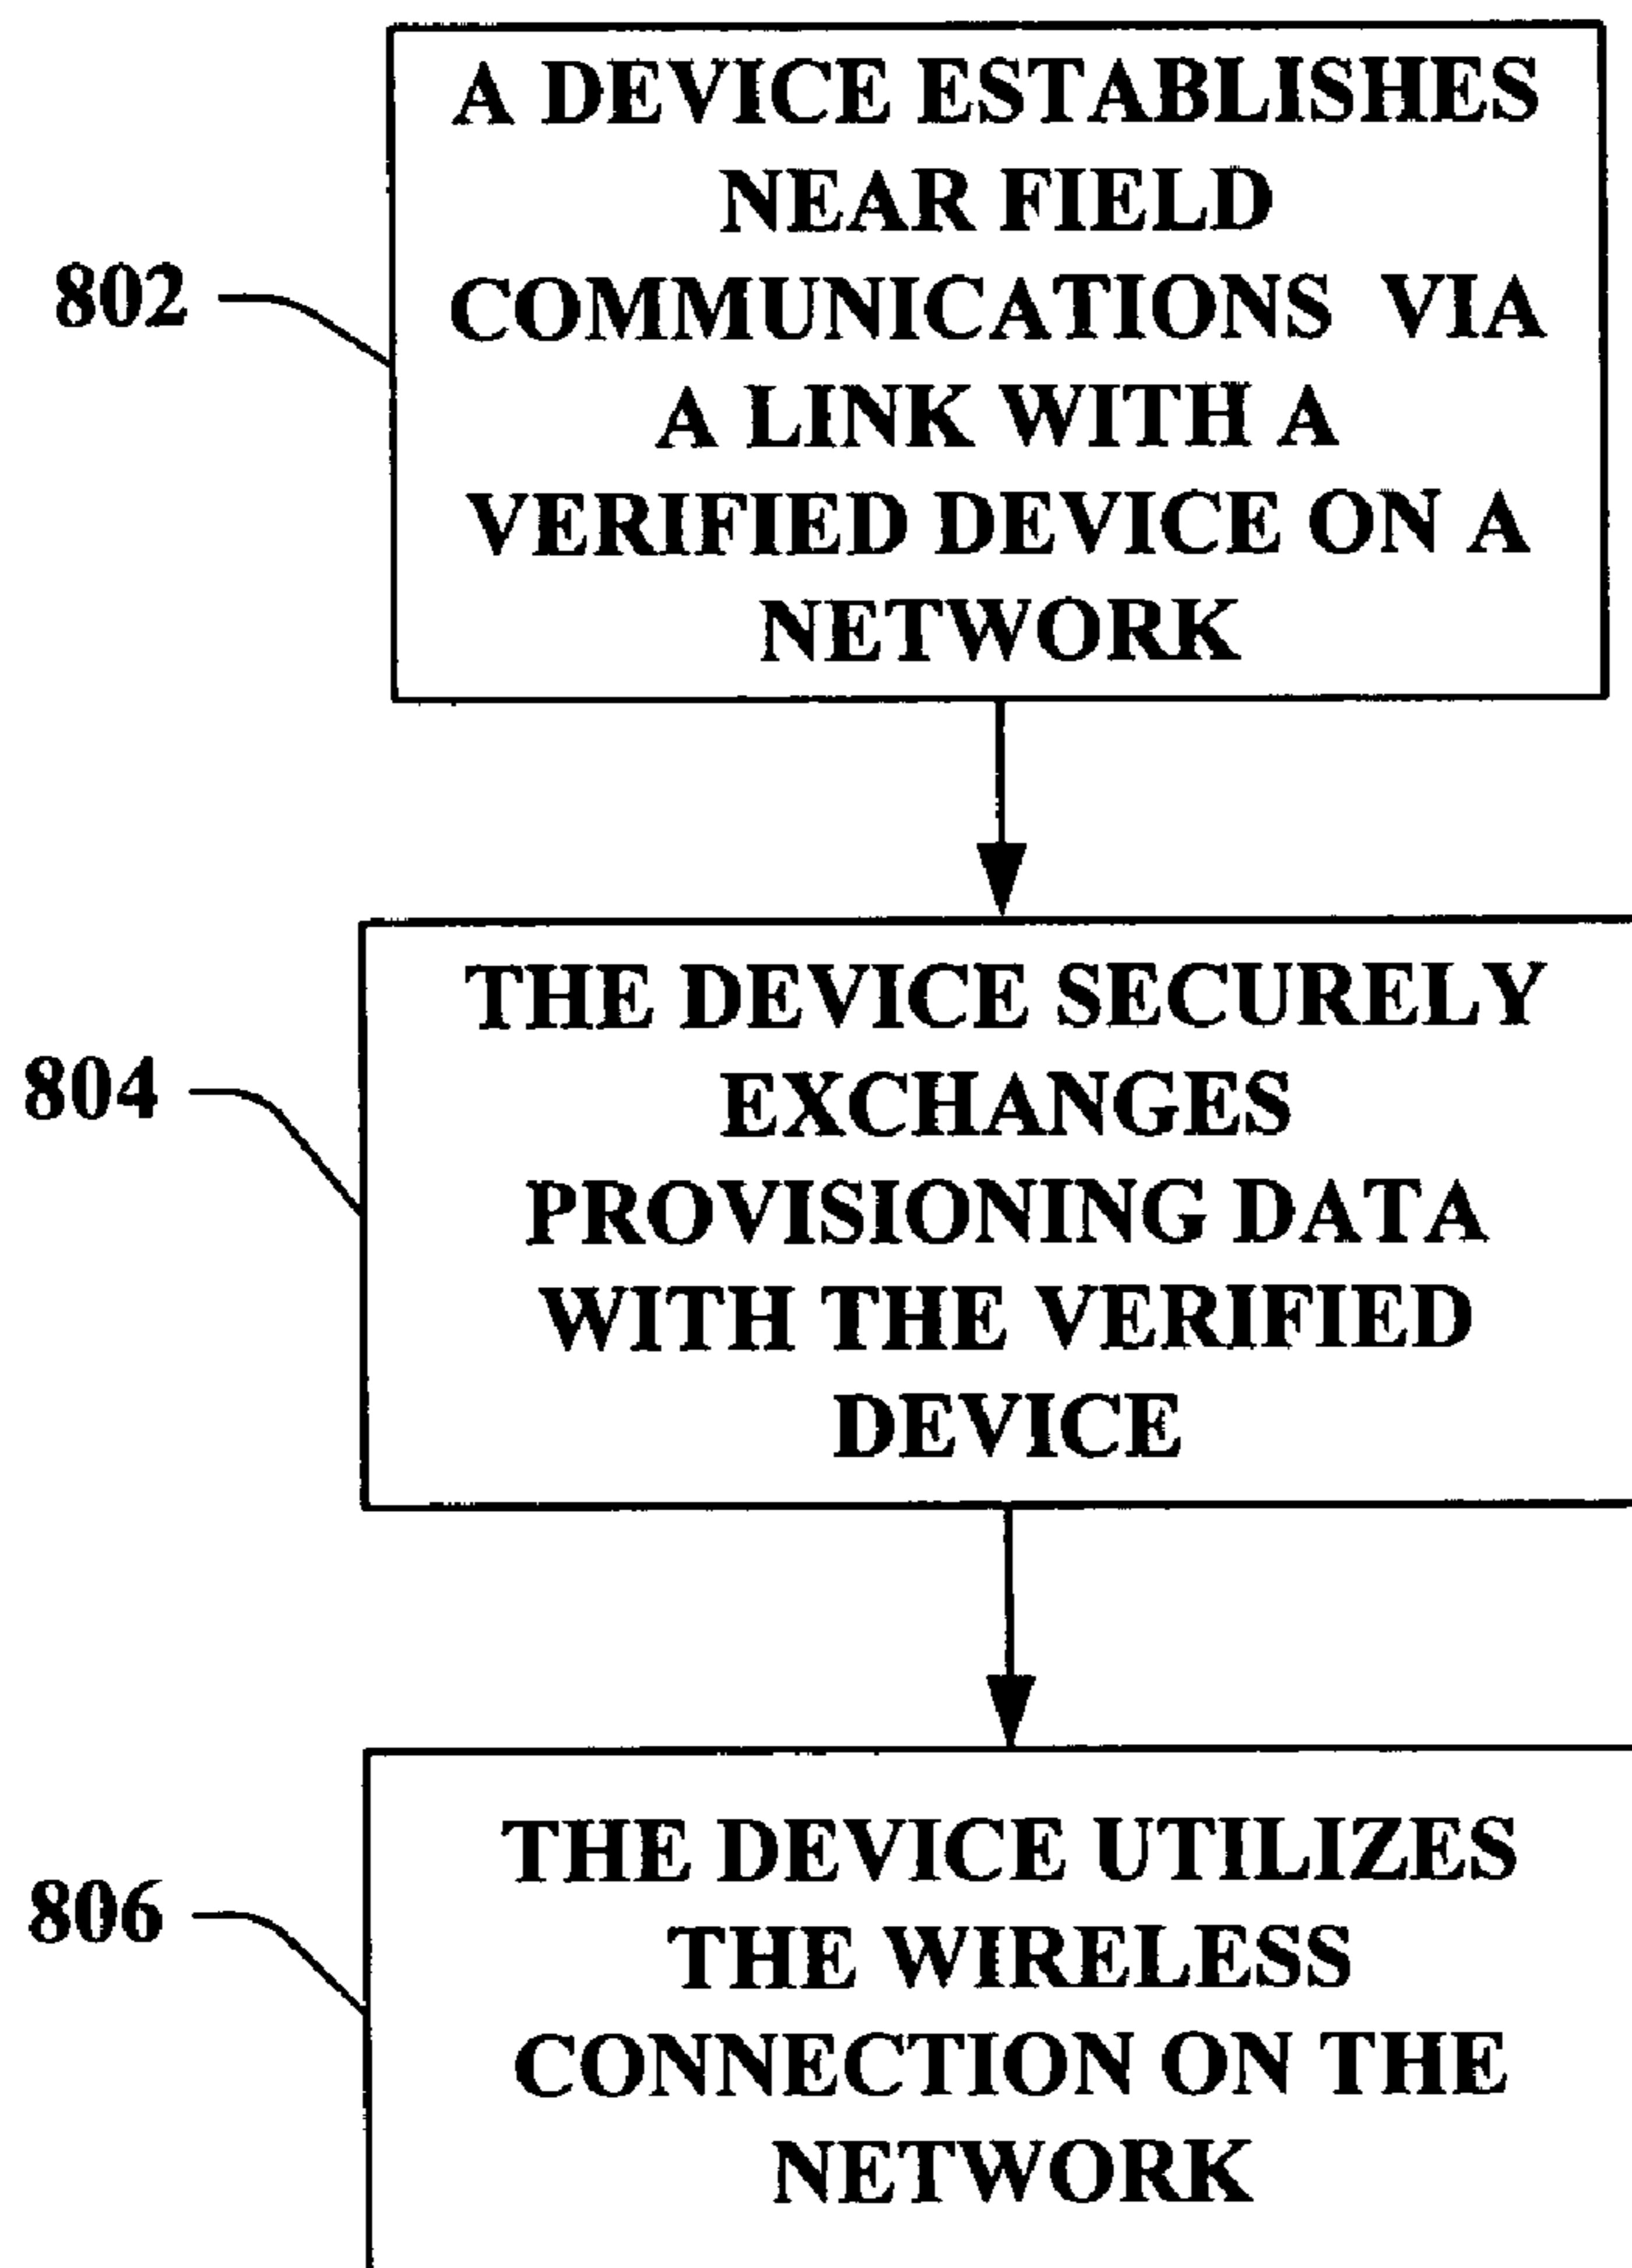 A DEVICE ESTABLISHES
NEAR FIELD
COMMUNICATIONS VIA
A LINK WITH A
VERIFIED DEVICE ON A
NETWORK
802
THE DEVICE SECURELY
EXCHANGES
PROVISIONING DATA
WITH THE VERIFIED
DEVICE
804
THE DEVICE UTILIZES
THE WIRELESS
CONNECTION ON THE
NETWORK
806